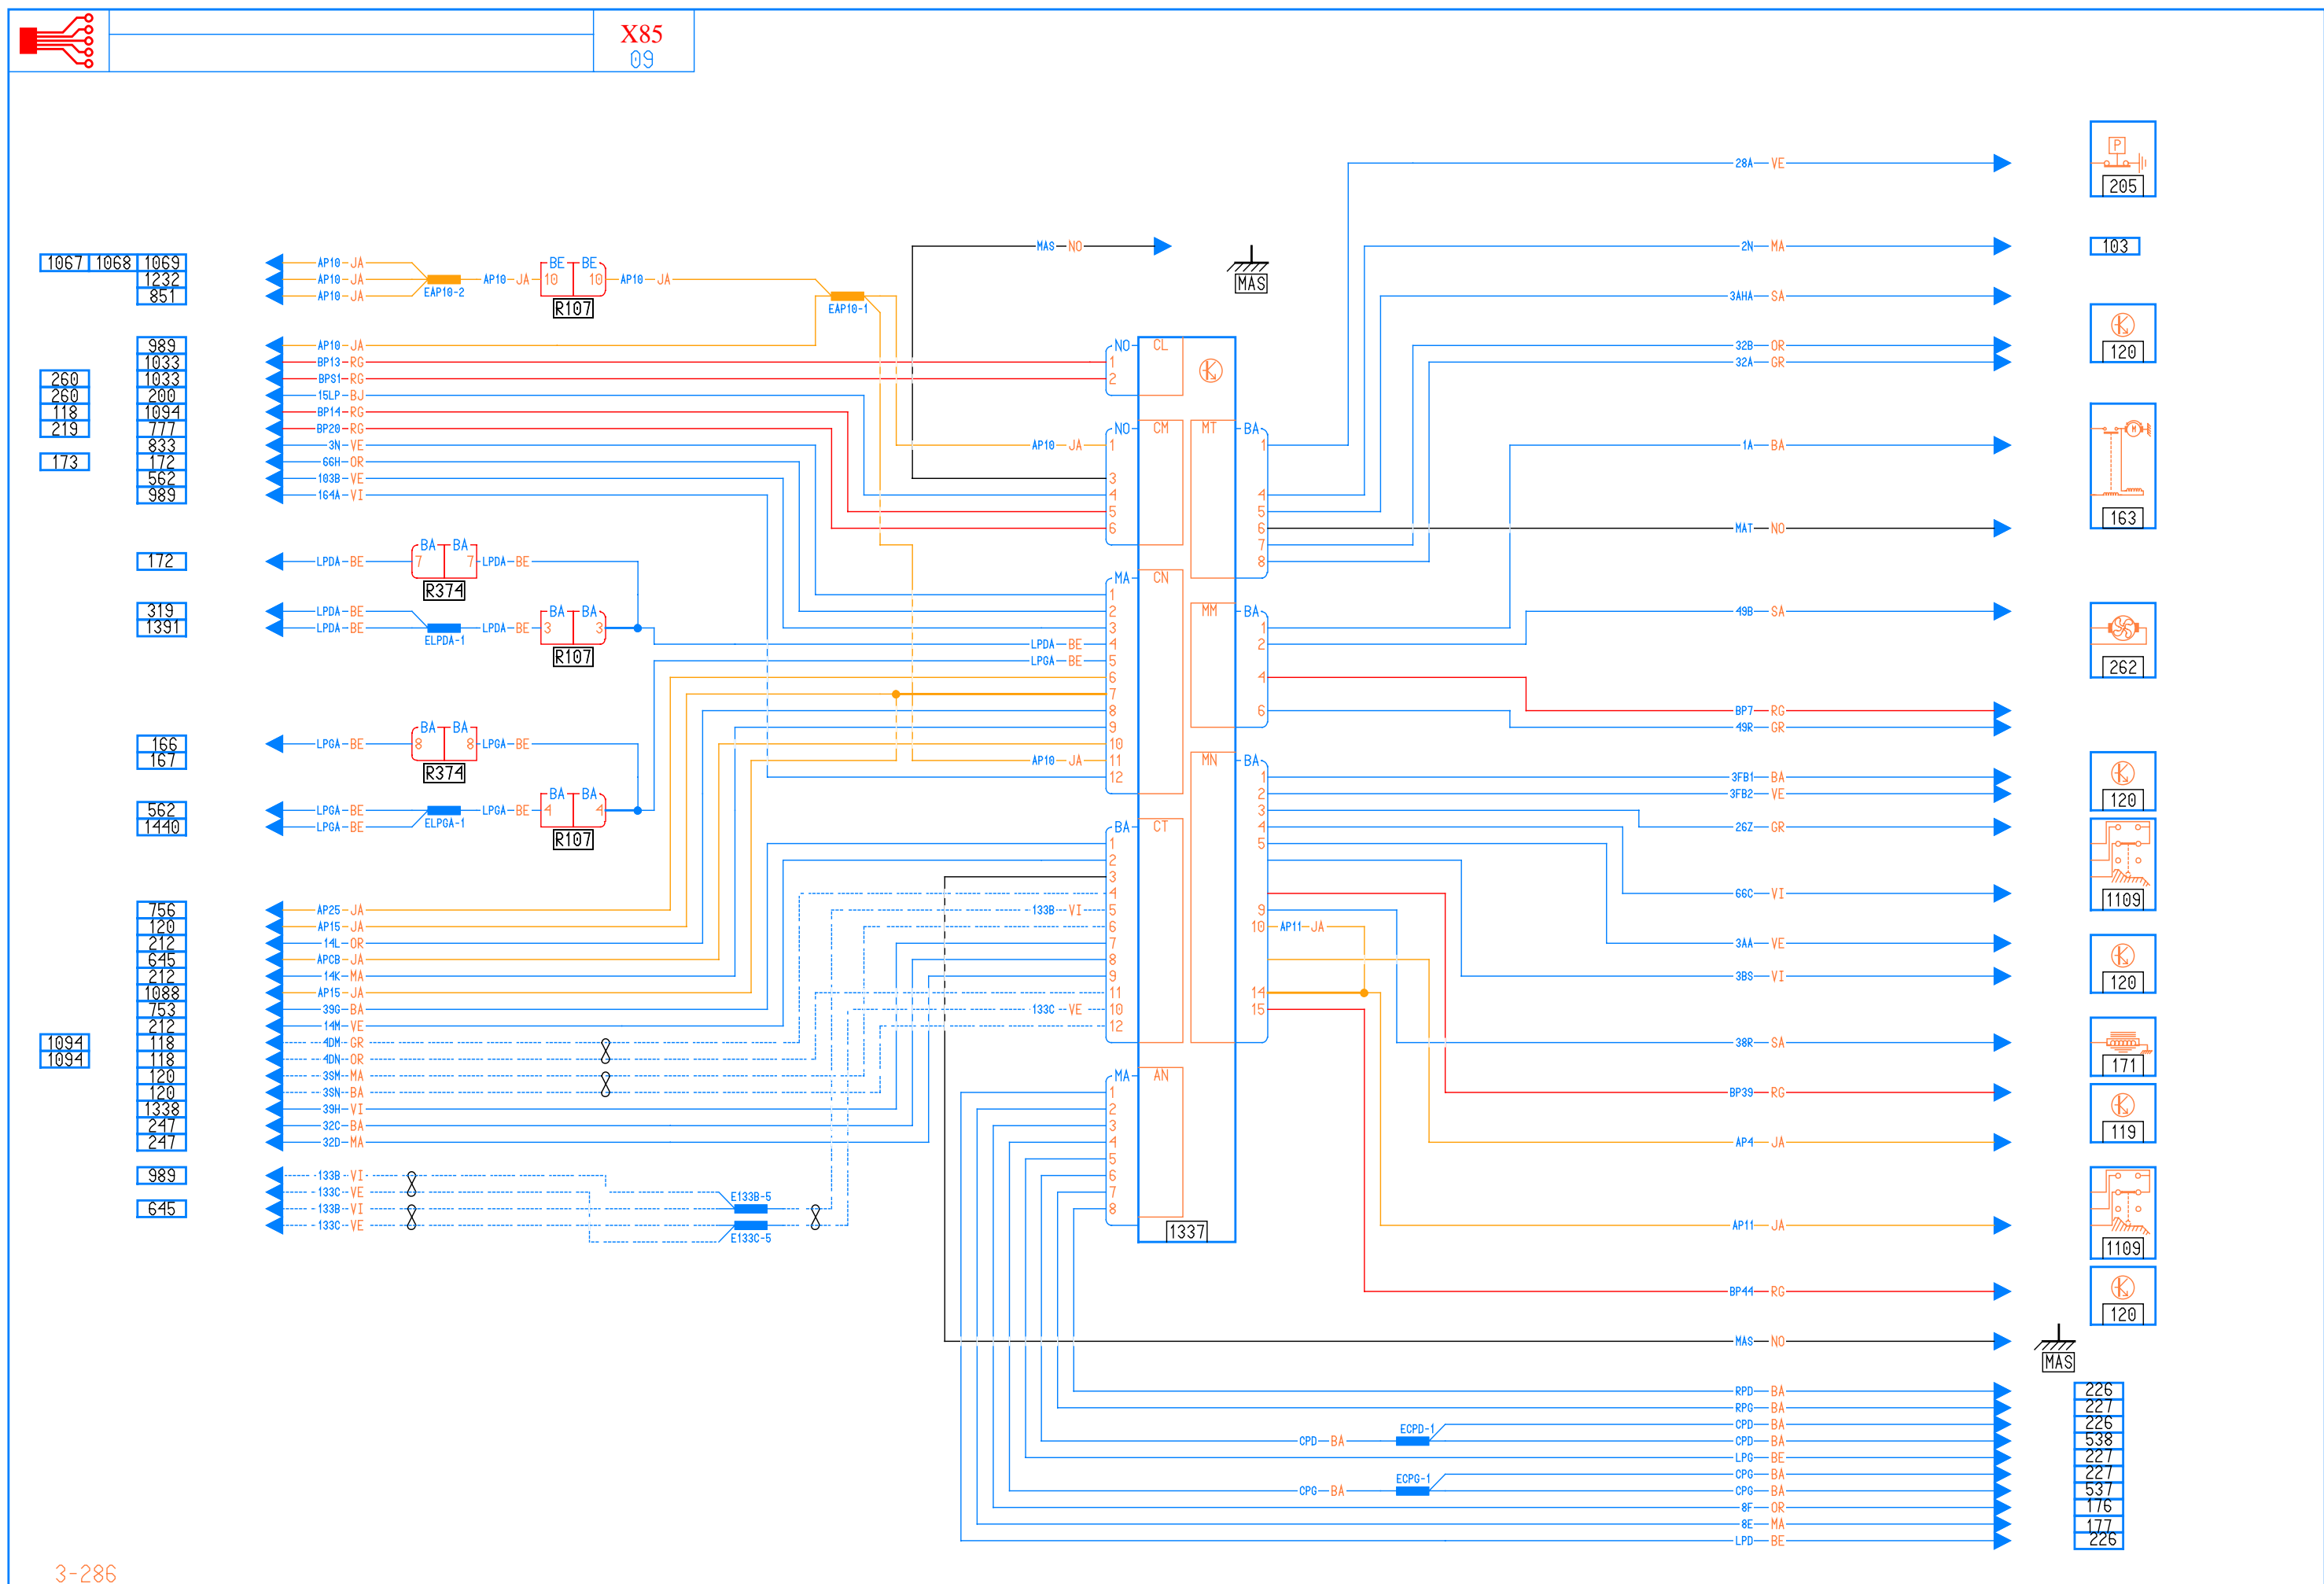 X85
09
28A VE
205
MAS NO
2N MA
103
MAS
1067 1068 1069
AP10 JA
BE BE
1232
AP10 JA
EAP10-2
AP10 JA
10 10
AP10 JA
851
AP10 JA
R107
EAP10-1
3AHA SA
120
989
AP10 JA
NO CL
32B OR
1033
BP13 RG
1
32A GR
260 1033
BPS1 RG
2
260 200
15LP BJ
118 1094
BP14 RG
219 777
BP20 RG
NO CM MT BA
833
3N VE
AP10 JA
1 1
1A BA
173 172
66H OR
562
103B VE
3
989
164A VI
4 4
5 5
6 6
MAT NO
7
8
163
172
LPDA BE
BA BA
7 7
LPDA BE
R374
MA CN
1
319
LPDA BE
BA BA
2
MM BA
49B SA
1391
LPDA BE
ELPDA-1
LPDA BE
3 3
R107
3 1
LPDA BE
4 2
LPGA BE
5
6 4
7
8 6
BP7 RG
9
49R GR
262
166
LPGA BE
BA BA
8 8
LPGA BE
R374
10
167
AP10 JA
11
MN BA
12 1
3FB1 BA
2
3FB2 VE
120
562
LPGA BE
ELPGA-1
LPGA BE
BA BA
4 4
R107
3
1440
LPGA BE
BA CT
4
26Z GR
1 5
2
3
4
66C VI
1109
756
AP25 JA
133B VI
5 9
120
AP15 JA
6 10
AP11 JA
212
14L OR
7
3AA VE
645
APCB JA
8
212
14K MA
9
3BS VI
120
1088
AP15 JA
11 14
753
39G BA
133C VE
10 15
212
14M VE
12
1094 118
4DM GR
38R SA
1094 118
4DN OR
171
120
3SM MA
MA AN
120
3SN BA
1
BP39 RG
1338
39H VI
2
247
32C BA
3
119
247
32D MA
4
AP4 JA
5
989
133B VI
6
133C VE
E133B-5
7
645
133B VI
8
133C VE
E133C-5
1337
AP11 JA
1109
BP44 RG
120
MAS NO
MAS
RPD BA
226
RPG BA
227
ECPD-1
CPD BA
226
CPD BA
CPD BA
538
LPG BE
227
ECPG-1
CPG BA
227
CPG BA
CPG BA
537
8F OR
176
8E MA
177
LPD BE
226
3-286